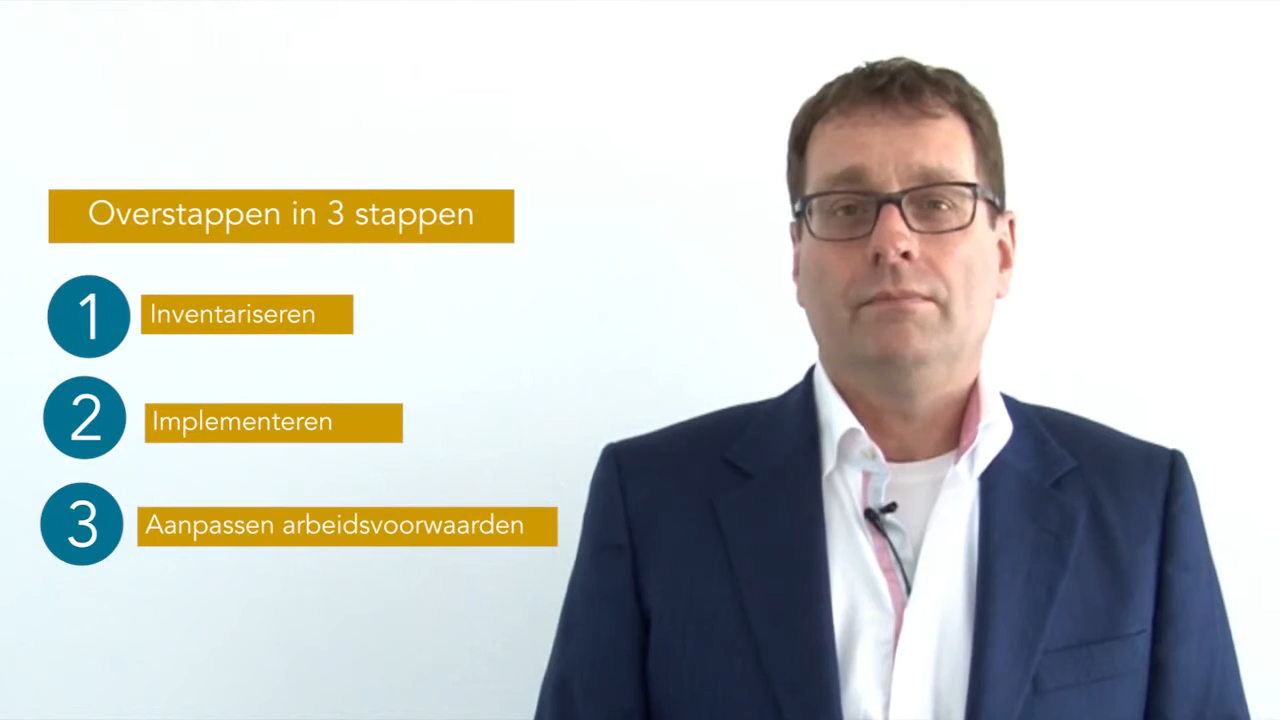 Overstappen in 3 stappen
1 Inventariseren
2 Implementeren
3 Aanpassen arbeidsvoorwaarden